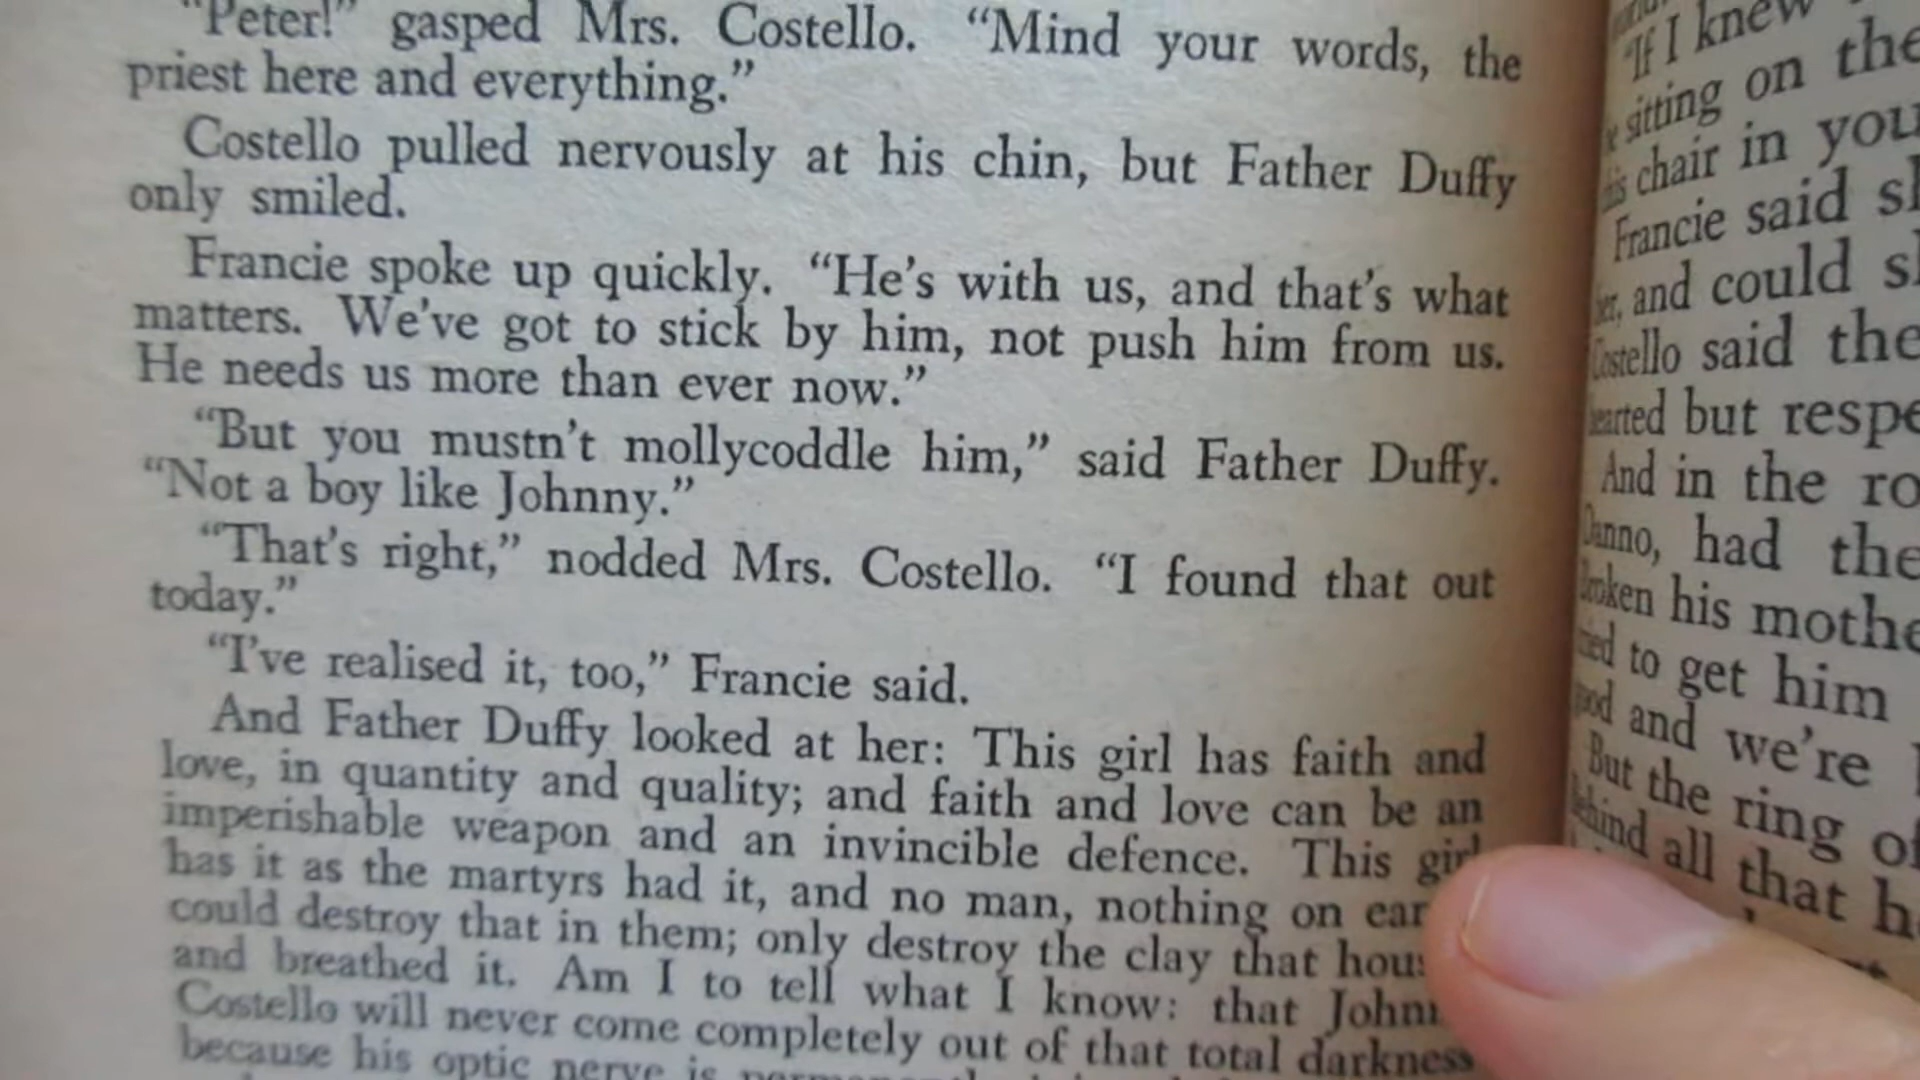 "Peter!" gasped Mrs. Costello. "Mind your words, the
priest here and everything."
Costello pulled nervously at his chin, but Father Duffy
only smiled.
Francie spoke up quickly. "He's with us, and that's what
matters. We've got to stick by him, not push him from us.
He needs us more than ever now."
"But you mustn't mollycoddle him," said Father Duffy.
"Not a boy like Johnny."
"That's right," nodded Mrs. Costello. "I found that out
today."
"I've realised it, too," Francie said.
And Father Duffy looked at her: This girl has faith and
love, in quantity and quality; and faith and love can be an
imperishable weapon and an invincible defence. This girl
has it as the martyrs had it, and no man, nothing on
could destroy that in them; only destroy the clay that
and breathed it. Am I to tell what I know: that
Costello will never come completely out of that total darkness
because his optic nerve is
"If I knew
sitting on the
chair in
Francie said
and could
Costello said the
but
And in the
Danno, had the
his
to get him
and we're
But the ring
all that